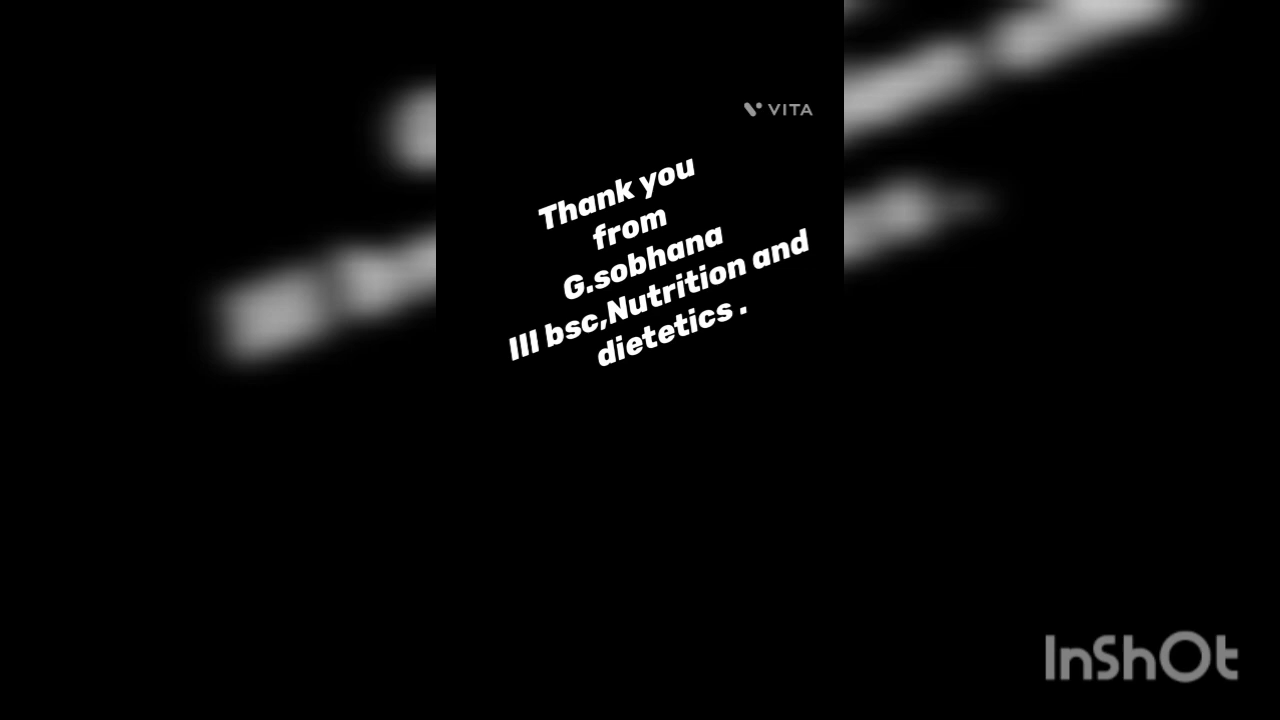 VITA
Thank you
from
G.sobhana
III bsc,Nutrition and
dietetics .
InShOt